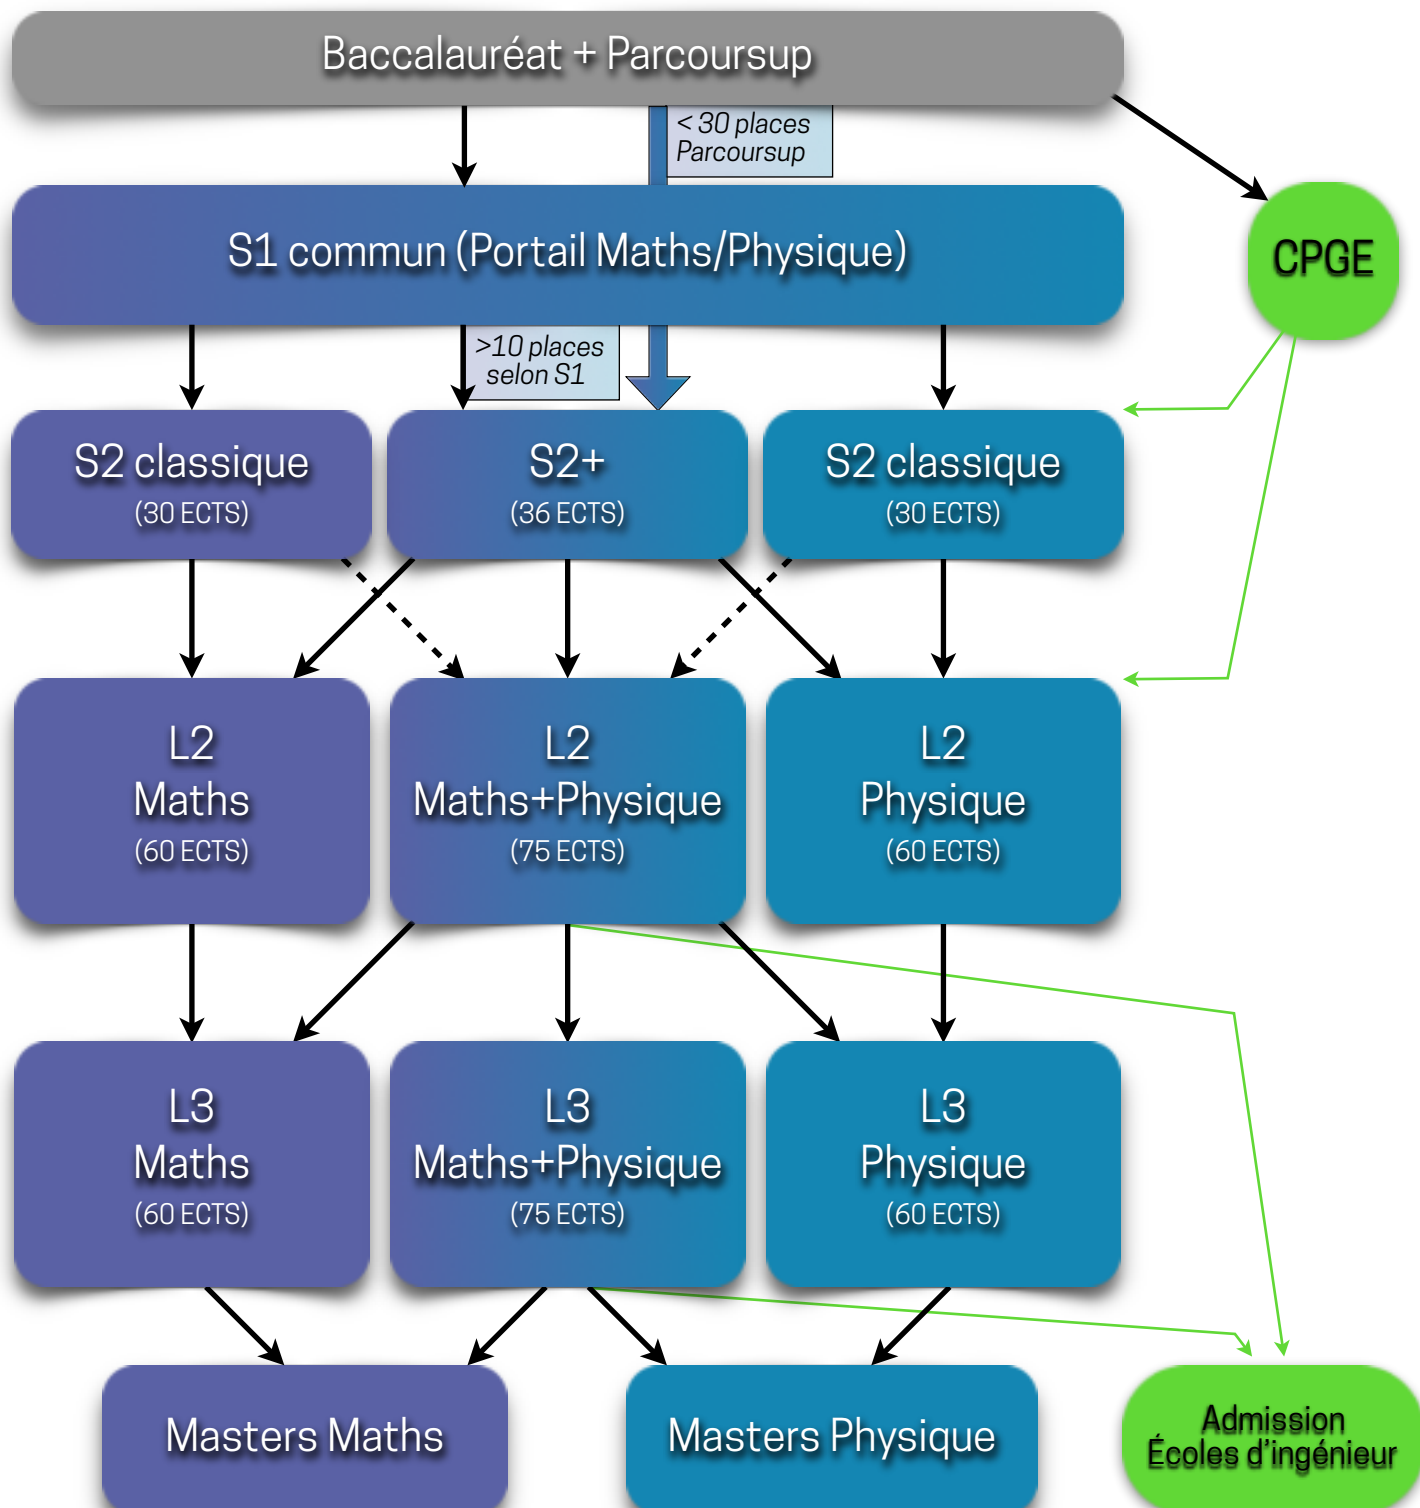 Baccalauréat + Parcoursup
< 30 places
Parcoursup
S1 commun (Portail Maths/Physique)
CPGE
>10 places
selon S1
S2 classique
(30 ECTS)
S2+
(36 ECTS)
S2 classique
(30 ECTS)
L2
Maths
(60 ECTS)
L2
Maths+Physique
(75 ECTS)
L2
Physique
(60 ECTS)
L3
Maths
(60 ECTS)
L3
Maths+Physique
(75 ECTS)
L3
Physique
(60 ECTS)
Masters Maths
Masters Physique
Admission
Écoles d'ingénieur